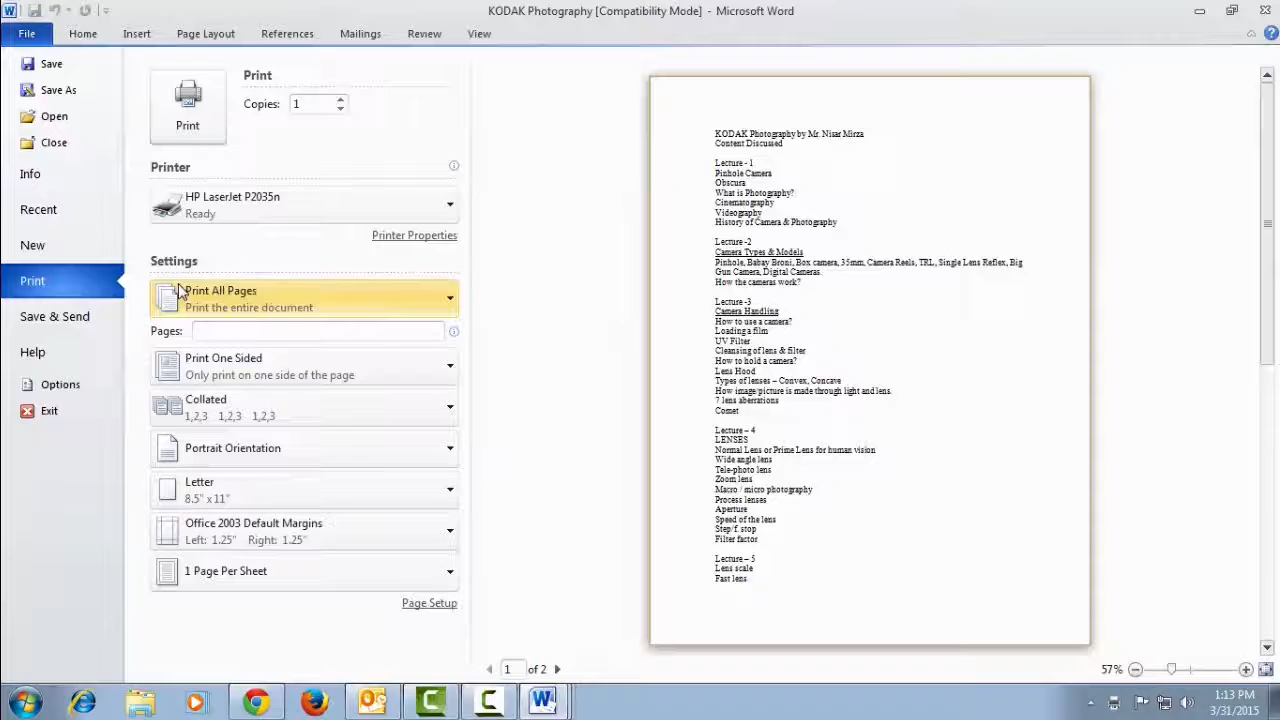 KODAK Photography [Compatibility Mode] - Microsoft Word
File Home Insert Page Layout References Mailings Review View
Save
Save As
Open
Close
Info
Recent
New
Print
Save & Send
Help
Options
Exit
Print
Print
Copies: 1
Printer
HP LaserJet P2035n
Ready
Printer Properties
Settings
Print All Pages
Print the entire document
Pages:
Print One Sided
Only print on one side of the page
Collated
1,2,3 1,2,3 1,2,3
Portrait Orientation
Letter
8.5" x 11"
Office 2003 Default Margins
Left: 1.25" Right: 1.25"
1 Page Per Sheet
Page Setup
KODAK Photography by Mr. Nisar Mirza
Content Discussed
Lecture - 1
Pinhole Camera
Obscura
What is Photography?
Cinematography
Videography
History of Camera & Photography
Lecture -2
Camera Types & Models
Pinhole, Babay Broni, Box camera, 35mm, Camera Reels, TRL, Single Lens Reflex, Big
Gun Camera, Digital Cameras.
How the cameras work?
Lecture -3
Camera Handling
How to use a camera?
Loading a film
UV Filter
Cleansing of lens & filter
How to hold a camera?
Lens Hood
Types of lenses – Convex, Concave
How image/picture is made through light and lens.
7 lens aberrations
Comet
Lecture – 4
LENSES
Normal Lens or Prime Lens for human vision
Wide angle lens
Tele-photo lens
Zoom lens
Macro / micro photography
Process lenses
Aperture
Speed of the lens
Step/f. stop
Filter factor
Lecture – 5
Lens scale
Fast lens
1 of 2
57%
1:13 PM
3/31/2015